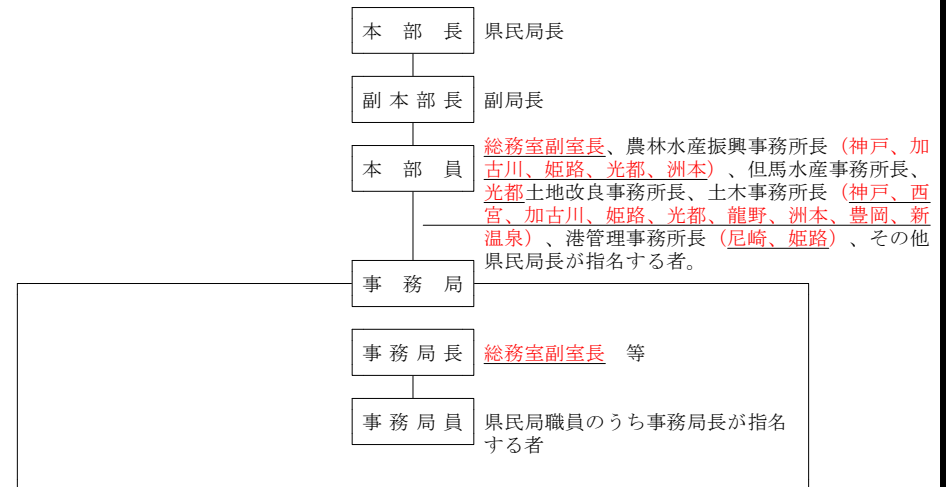 本部長 県民局長
副本部長 副局長
本部員
総務室副室長、農林水産振興事務所長（神戸、加
古川、姫路、光都、洲本）、但馬水産事務所長、
光都土地改良事務所長、土木事務所長（神戸、西
宮、加古川、姫路、光都、龍野、洲本、豊岡、新
温泉）、港管理事務所長（尼崎、姫路）、その他
県民局長が指名する者。
事務局
事務局長 総務室副室長　等
事務局員 県民局職員のうち事務局長が指名
する者